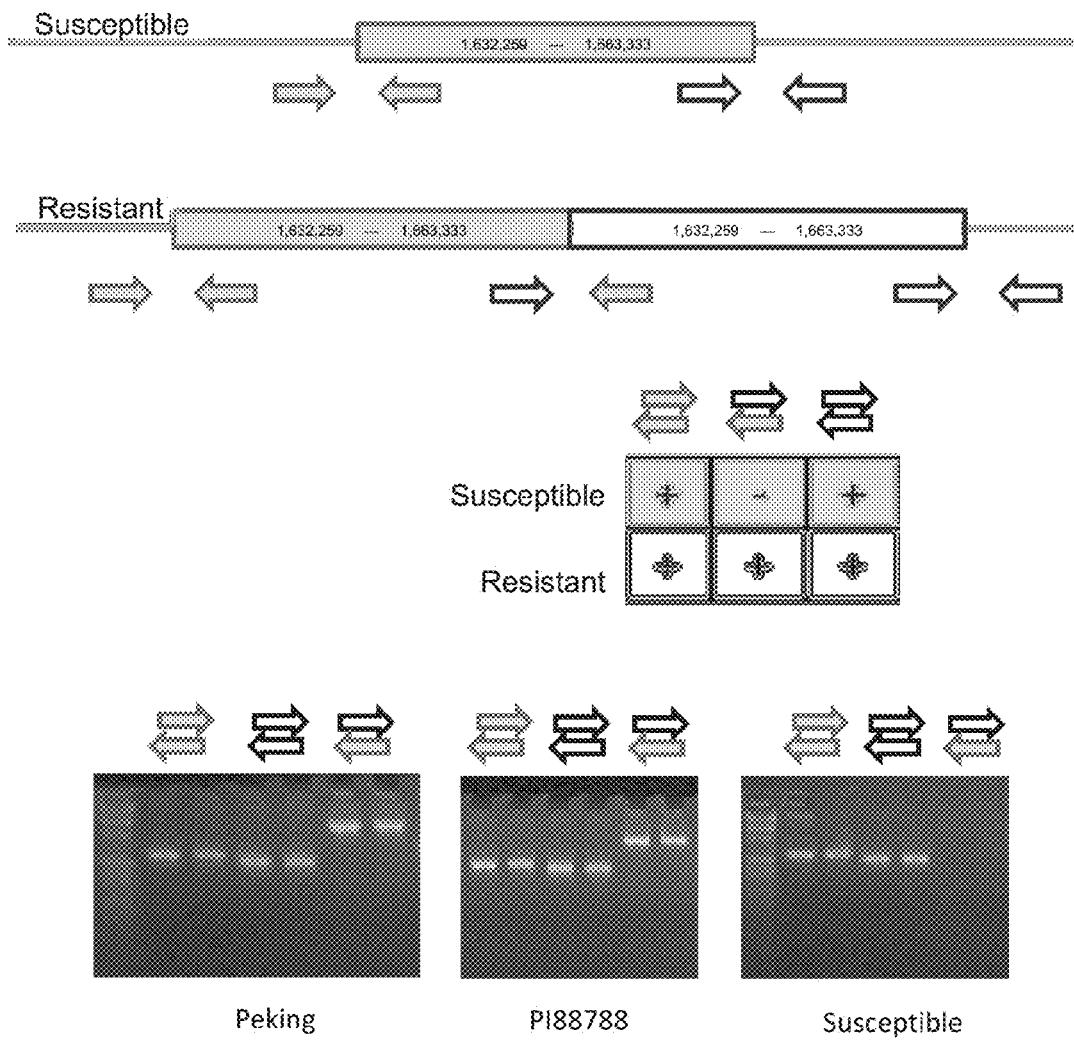 Susceptible
1,632,259 — 1,663,333
Resistant
1,632,259 — 1,663,333
1,632,259 — 1,663,333
Susceptible + - +
Resistant + + +
Peking
PI88788
Susceptible